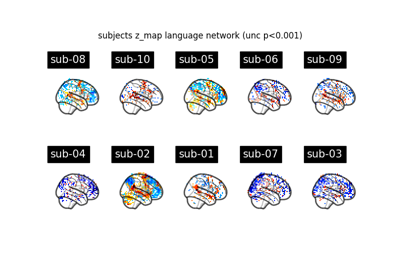 subjects z_map language network (unc p<0.001)
sub-08 sub-10 sub-05 sub-06 sub-09
sub-04 sub-02 sub-01 sub-07 sub-03